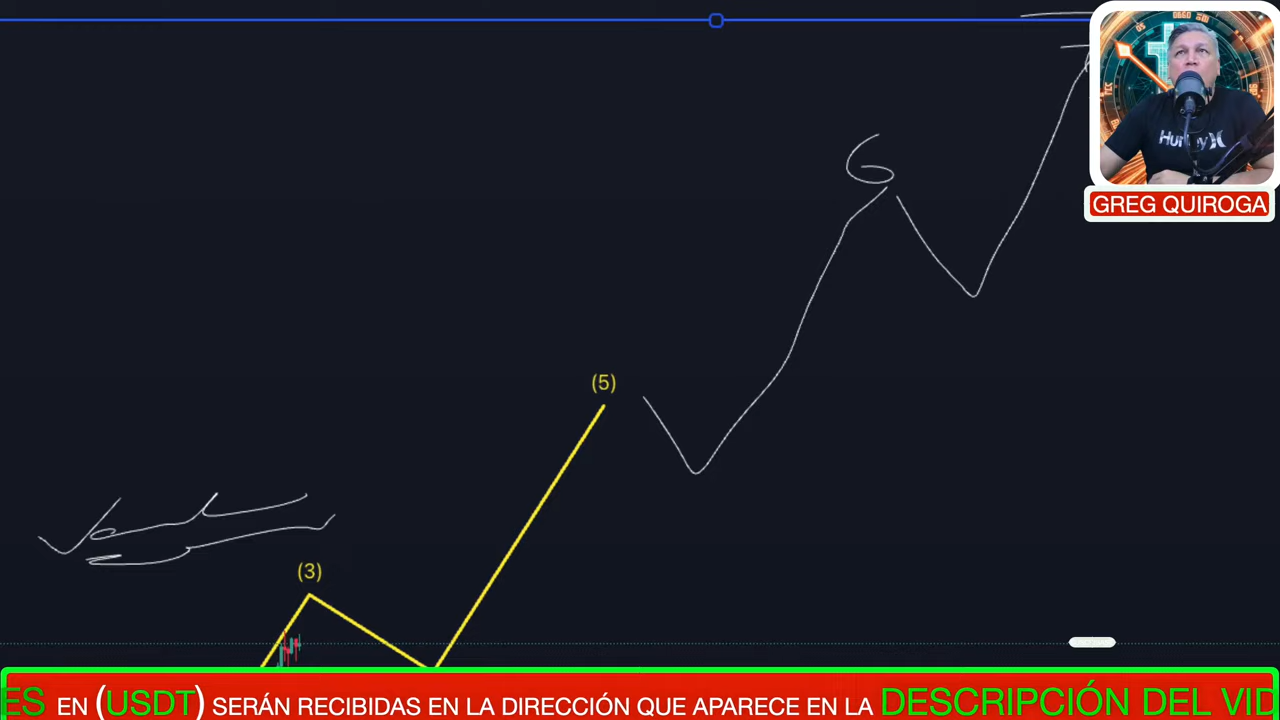 Hurley
GREG QUIROGA
(5)
(3)
ES EN (USDT) SERÁN RECIBIDAS EN LA DIRECCIÓN QUE APARECE EN LA DESCRIPCIÓN DEL VID